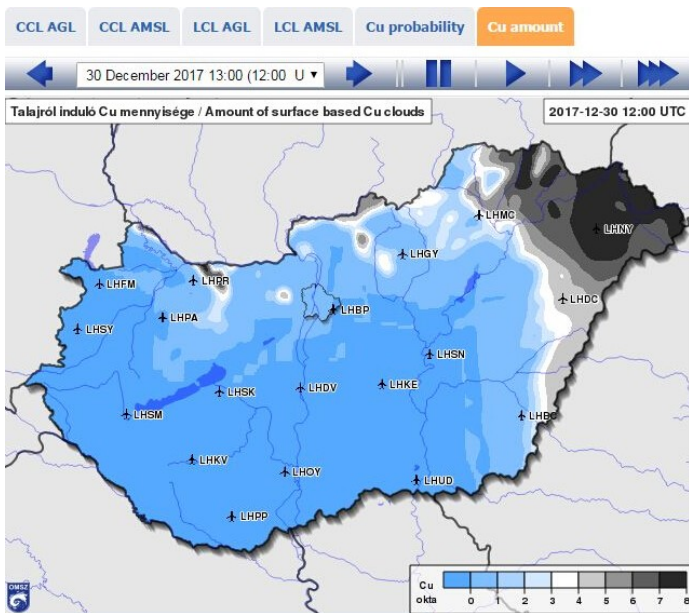 CCL AGL CCL AMSL LCL AGL LCL AMSL Cu probability Cu amount
30 December 2017 13:00 (12:00 U
Talajról induló Cu mennyisége / Amount of surface based Cu clouds 2017-12-30 12:00 UTC
LHMC
LHNY
LHGY
LHFM LHPR
LHDC
LHPA LHBP
LHSY
LHSN
LHSK LHDV LHKE
LHSM LHBC
LHKV
LHOY
LHUD
LHPP
OMSZ
Cu
okta 0 1 2 3 4 5 6 7 8